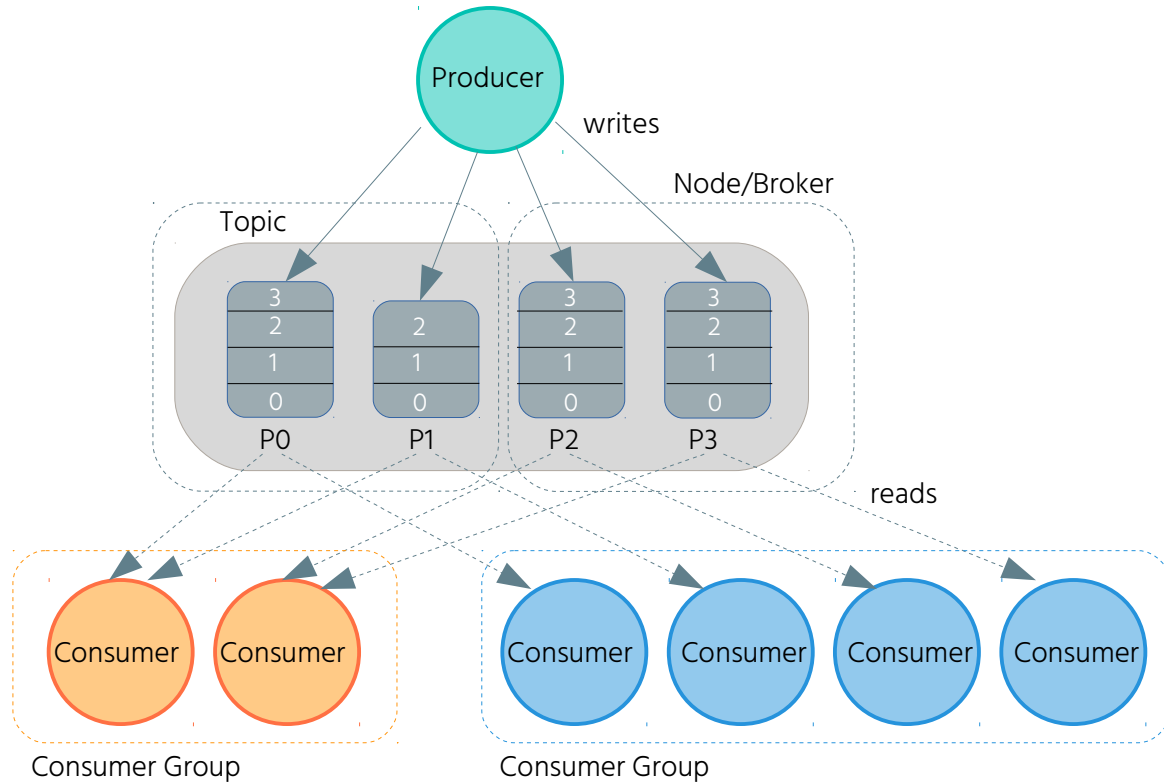 Producer
writes
Node/Broker
Topic
3 3 3
2 2 2 2
1 1 1 1
0 0 0 0
P0 P1 P2 P3
reads
Consumer Consumer Consumer Consumer Consumer Consumer
Consumer Group Consumer Group